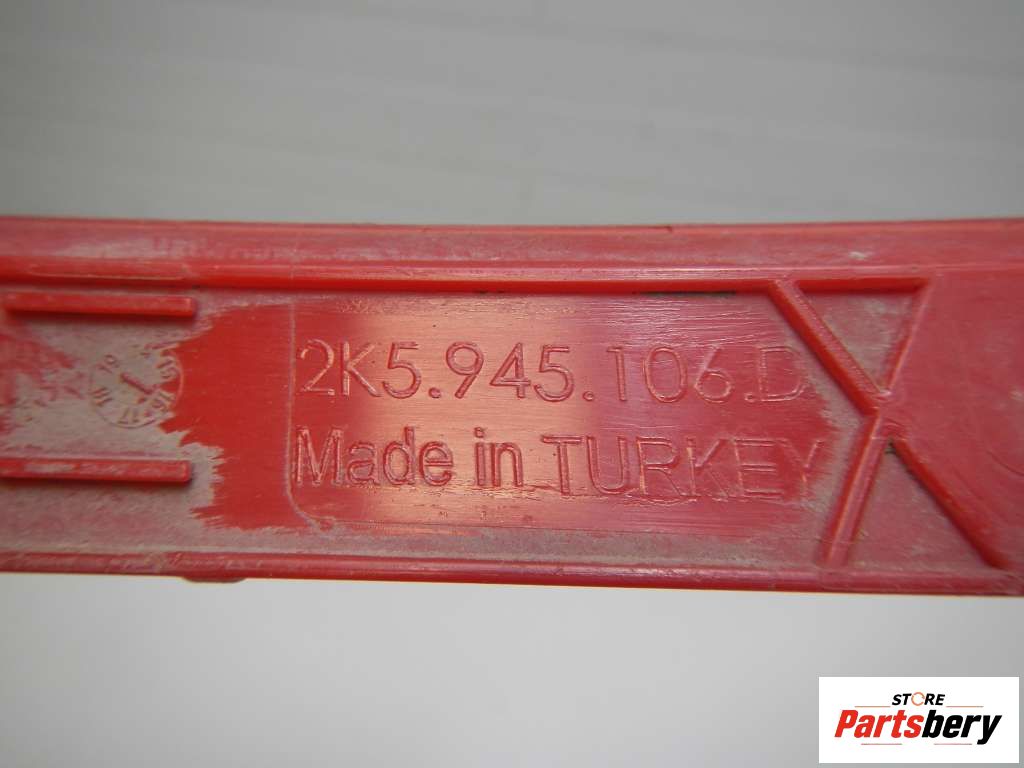 2K5.945.106.D
Made in TURKEY
STORE
Partsbery